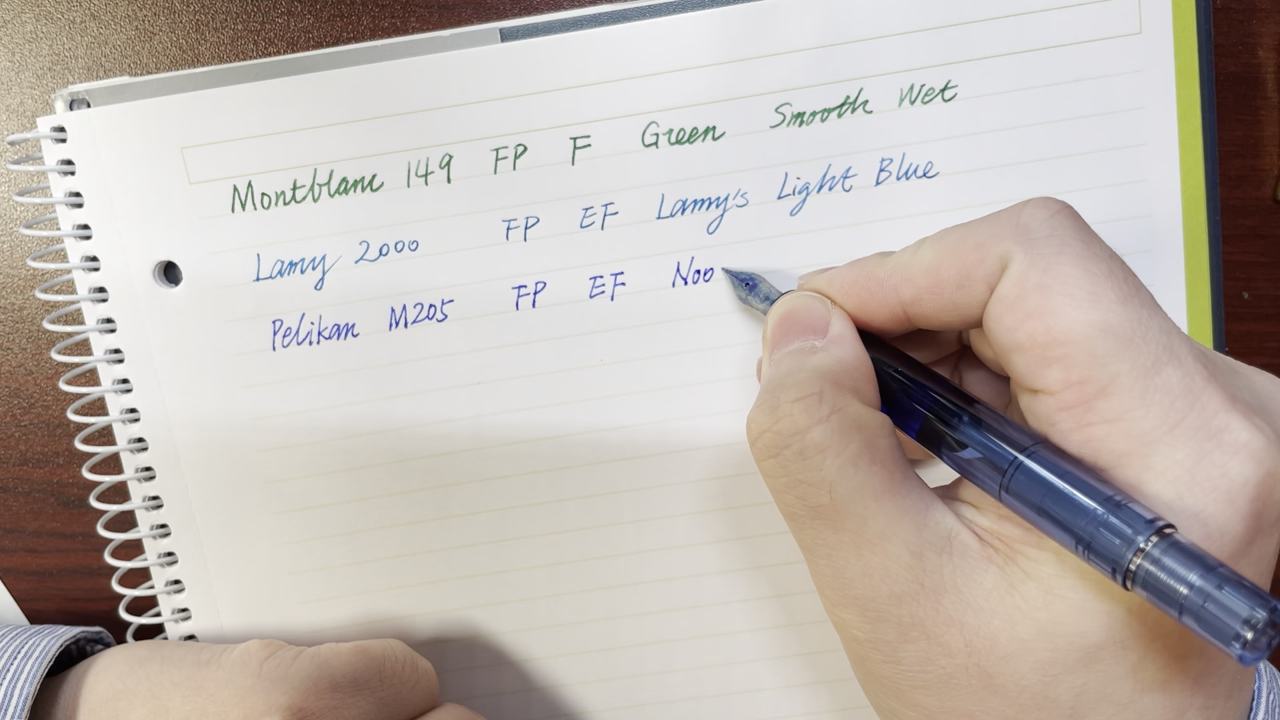 Montblanc 149 FP F Green Smooth Wet
Lamy 2000 FP EF Lamy's Light Blue
Pelikan M205 FP EF Noo